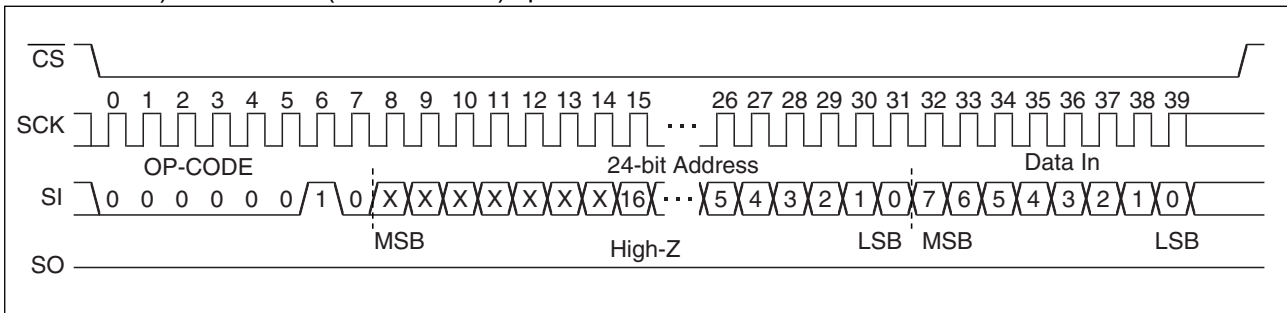 CS
0 1 2 3 4 5 6 7 8 9 10 11 12 13 14 15 26 27 28 29 30 31 32 33 34 35 36 37 38 39
SCK ···
OP-CODE 24-bit Address Data In
SI 0 0 0 0 0 0 1 0 X X X X X X X 16 ··· 5 4 3 2 1 0 7 6 5 4 3 2 1 0
MSB High-Z LSB MSB LSB
SO